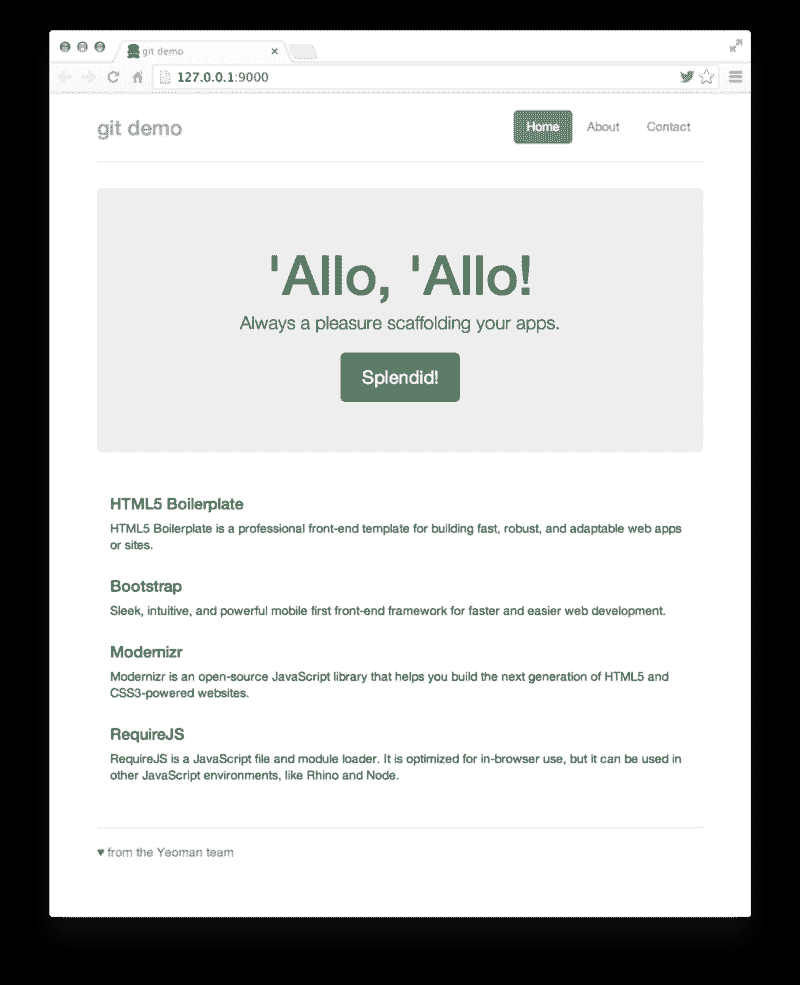 git demo
127.0.0.1:9000
git demo
Home About Contact
'Allo, 'Allo!
Always a pleasure scaffolding your apps.
Splendid!
HTML5 Boilerplate
HTML5 Boilerplate is a professional front-end template for building fast, robust, and adaptable web apps
or sites.
Bootstrap
Sleek, intuitive, and powerful mobile first front-end framework for faster and easier web development.
Modernizr
Modernizr is an open-source JavaScript library that helps you build the next generation of HTML5 and
CSS3-powered websites.
RequireJS
RequireJS is a JavaScript file and module loader. It is optimized for in-browser use, but it can be used in
other JavaScript environments, like Rhino and Node.
♥ from the Yeoman team